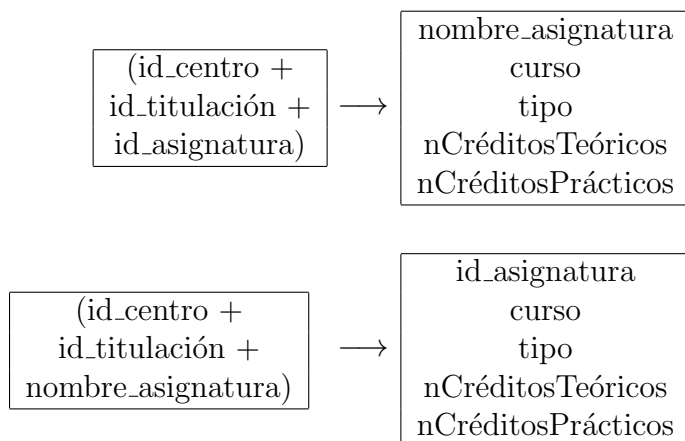 (id_centro +
id_titulación +
id_asignatura)
⟶
nombre_asignatura
curso
tipo
nCréditosTeóricos
nCréditosPrácticos
(id_centro +
id_titulación +
nombre_asignatura)
⟶
id_asignatura
curso
tipo
nCréditosTeóricos
nCréditosPrácticos